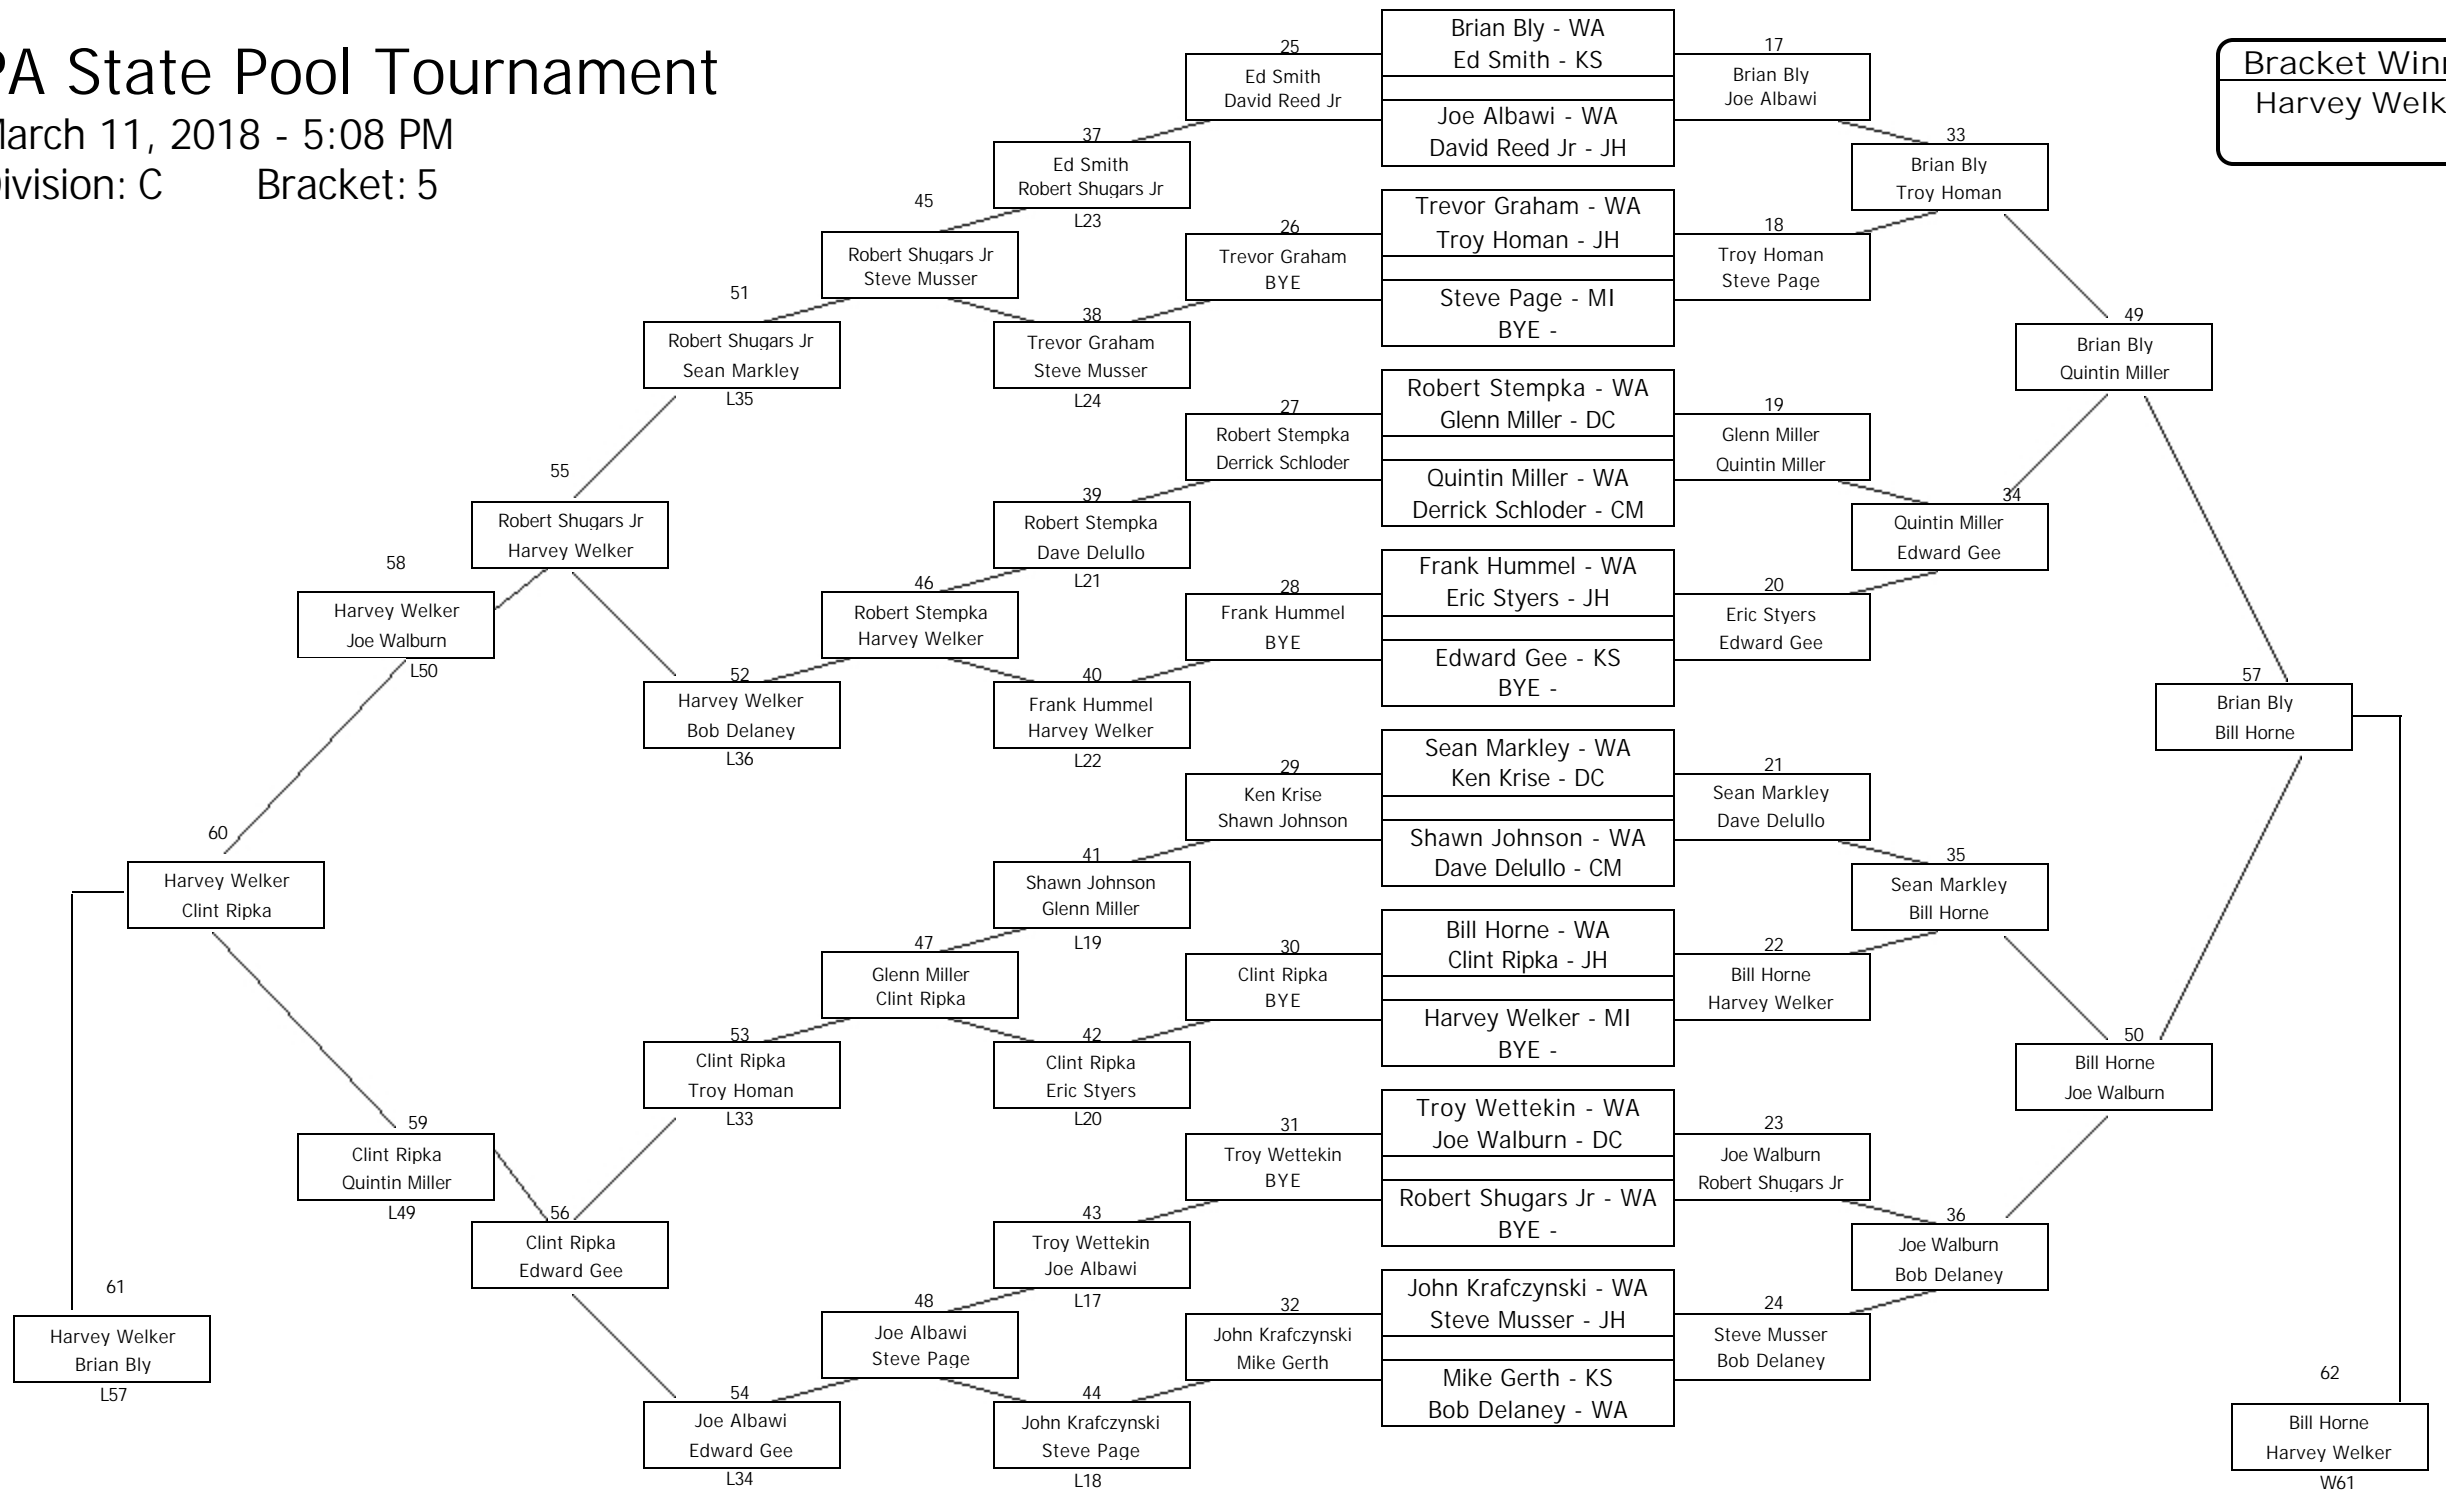 PA State Pool Tournament
March 11, 2018 - 5:08 PM
Division: C Bracket: 5
Bracket Winn
Harvey Welk
25
Ed Smith
David Reed Jr
26
Trevor Graham
BYE
27
Robert Stempka
Derrick Schloder
28
Frank Hummel
BYE
29
Ken Krise
Shawn Johnson
30
Clint Ripka
BYE
31
Troy Wettekin
BYE
32
John Krafczynski
Mike Gerth
37
Ed Smith
Robert Shugars Jr
L23
38
Trevor Graham
Steve Musser
L24
39
Robert Stempka
Dave Delullo
L21
40
Frank Hummel
Harvey Welker
L22
41
Shawn Johnson
Glenn Miller
L19
42
Clint Ripka
Eric Styers
L20
43
Troy Wettekin
Joe Albawi
L17
44
John Krafczynski
Steve Page
L18
45
Robert Shugars Jr
Steve Musser
46
Robert Stempka
Harvey Welker
47
Glenn Miller
Clint Ripka
48
Joe Albawi
Steve Page
51
Robert Shugars Jr
Sean Markley
L35
52
Harvey Welker
Bob Delaney
L36
53
Clint Ripka
Troy Homan
L33
54
Joe Albawi
Edward Gee
L34
55
Robert Shugars Jr
Harvey Welker
56
Clint Ripka
Edward Gee
58
Harvey Welker
Joe Walburn
L50
59
Clint Ripka
Quintin Miller
L49
60
Harvey Welker
Clint Ripka
61
Harvey Welker
Brian Bly
L57
Brian Bly - WA
Ed Smith - KS
Joe Albawi - WA
David Reed Jr - JH
Trevor Graham - WA
Troy Homan - JH
Steve Page - MI
BYE -
Robert Stempka - WA
Glenn Miller - DC
Quintin Miller - WA
Derrick Schloder - CM
Frank Hummel - WA
Eric Styers - JH
Edward Gee - KS
BYE -
Sean Markley - WA
Ken Krise - DC
Shawn Johnson - WA
Dave Delullo - CM
Bill Horne - WA
Clint Ripka - JH
Harvey Welker - MI
BYE -
Troy Wettekin - WA
Joe Walburn - DC
Robert Shugars Jr - WA
BYE -
John Krafczynski - WA
Steve Musser - JH
Mike Gerth - KS
Bob Delaney - WA
17
Brian Bly
Joe Albawi
18
Troy Homan
Steve Page
19
Glenn Miller
Quintin Miller
20
Eric Styers
Edward Gee
21
Sean Markley
Dave Delullo
22
Bill Horne
Harvey Welker
23
Joe Walburn
Robert Shugars Jr
24
Steve Musser
Bob Delaney
33
Brian Bly
Troy Homan
34
Quintin Miller
Edward Gee
35
Sean Markley
Bill Horne
36
Joe Walburn
Bob Delaney
49
Brian Bly
Quintin Miller
50
Bill Horne
Joe Walburn
57
Brian Bly
Bill Horne
62
Bill Horne
Harvey Welker
W61